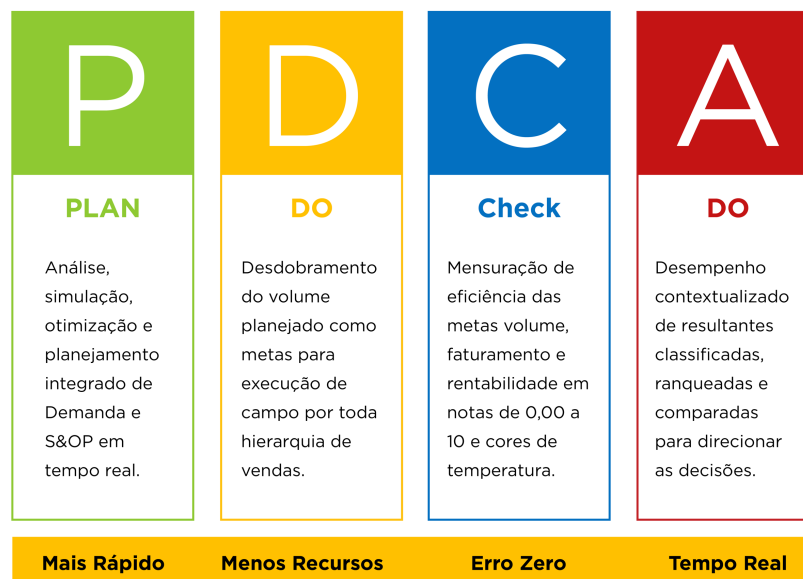 P
PLAN
Análise,
simulação,
otimização e
planejamento
integrado de
Demanda e
S&OP em
tempo real.
Mais Rápido
D
DO
Desdobramento
do volume
planejado como
metas para
execução de
campo por toda
hierarquia de
vendas.
Menos Recursos
C
Check
Mensuração de
eficiência das
metas volume,
faturamento e
rentabilidade em
notas de 0,00 a
10 e cores de
temperatura.
Erro Zero
A
DO
Desempenho
contextualizado
de resultantes
classificadas,
ranqueadas e
comparadas
para direcionar
as decisões.
Tempo Real